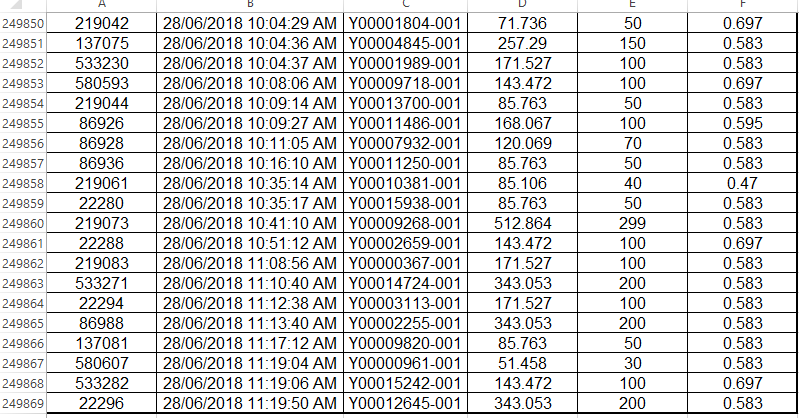 A B C D E F
249850 219042 28/06/2018 10:04:29 AM Y00001804-001 71.736 50 0.697
249851 137075 28/06/2018 10:04:36 AM Y00004845-001 257.29 150 0.583
249852 533230 28/06/2018 10:04:37 AM Y00001989-001 171.527 100 0.583
249853 580593 28/06/2018 10:08:06 AM Y00009718-001 143.472 100 0.697
249854 219044 28/06/2018 10:09:14 AM Y00013700-001 85.763 50 0.583
249855 86926 28/06/2018 10:09:27 AM Y00011486-001 168.067 100 0.595
249856 86928 28/06/2018 10:11:05 AM Y00007932-001 120.069 70 0.583
249857 86936 28/06/2018 10:16:10 AM Y00011250-001 85.763 50 0.583
249858 219061 28/06/2018 10:35:14 AM Y00010381-001 85.106 40 0.47
249859 22280 28/06/2018 10:35:17 AM Y00015938-001 85.763 50 0.583
249860 219073 28/06/2018 10:41:10 AM Y00009268-001 512.864 299 0.583
249861 22288 28/06/2018 10:51:12 AM Y00002659-001 143.472 100 0.697
249862 219083 28/06/2018 11:08:56 AM Y00000367-001 171.527 100 0.583
249863 533271 28/06/2018 11:10:40 AM Y00014724-001 343.053 200 0.583
249864 22294 28/06/2018 11:12:38 AM Y00003113-001 171.527 100 0.583
249865 86988 28/06/2018 11:13:40 AM Y00002255-001 343.053 200 0.583
249866 137081 28/06/2018 11:17:12 AM Y00009820-001 85.763 50 0.583
249867 580607 28/06/2018 11:19:04 AM Y00000961-001 51.458 30 0.583
249868 533282 28/06/2018 11:19:06 AM Y00015242-001 143.472 100 0.697
249869 22296 28/06/2018 11:19:50 AM Y00012645-001 343.053 200 0.583